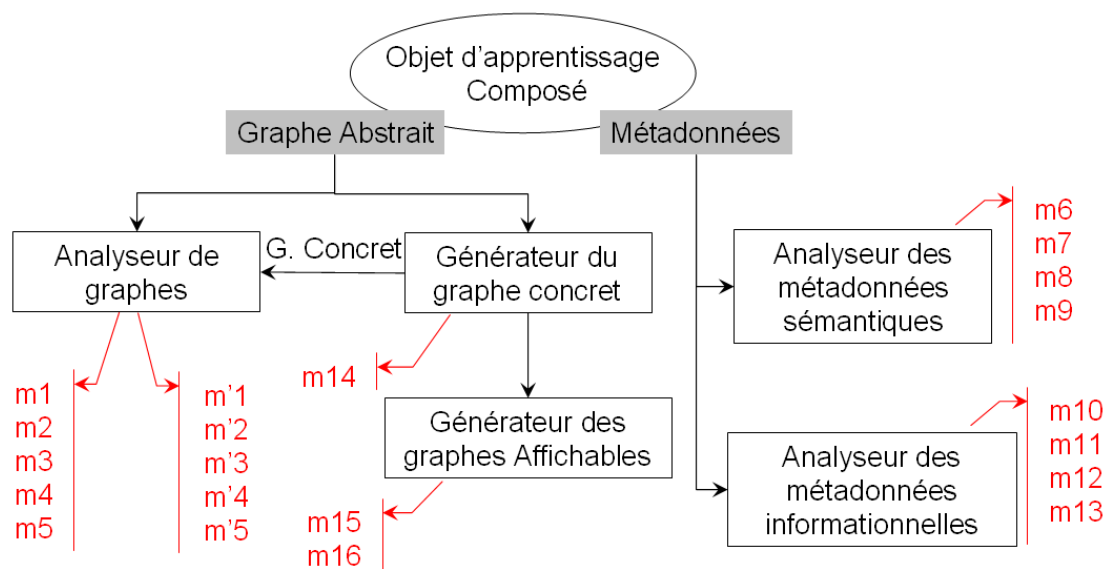 Objet d'apprentissage
Composé
Graphe Abstrait
Métadonnées
Analyseur de
graphes
G. Concret
Générateur du
graphe concret
Analyseur des
métadonnées
sémantiques
m6
m7
m8
m9
m14
m1
m2
m3
m4
m5
m'1
m'2
m'3
m'4
m'5
Générateur des
graphes Affichables
m15
m16
Analyseur des
métadonnées
informationnelles
m10
m11
m12
m13